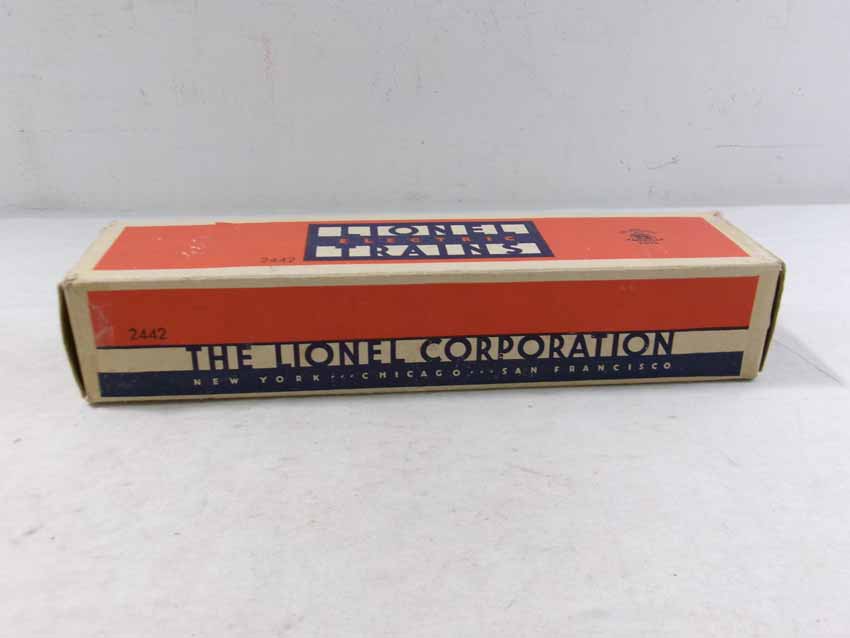 LIONEL
ELECTRIC
TRAINS
2442
2442
THE LIONEL CORPORATION
NEW YORK ··· CHICAGO ··· SAN FRANCISCO